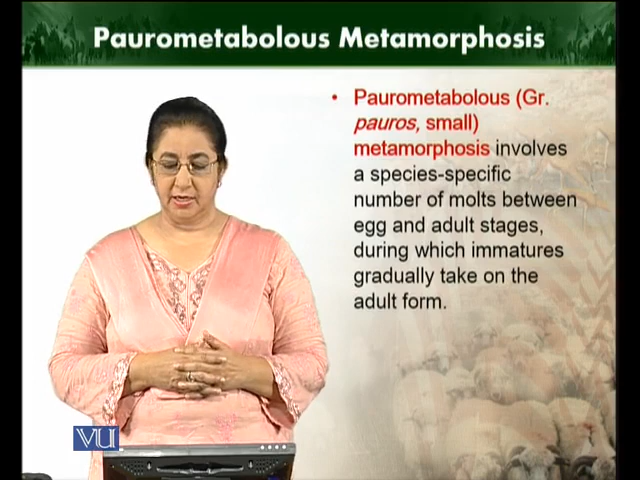 Paurometabolous Metamorphosis
• Paurometabolous (Gr.
pauros, small)
metamorphosis involves
a species-specific
number of molts between
egg and adult stages,
during which immatures
gradually take on the
adult form.
VU